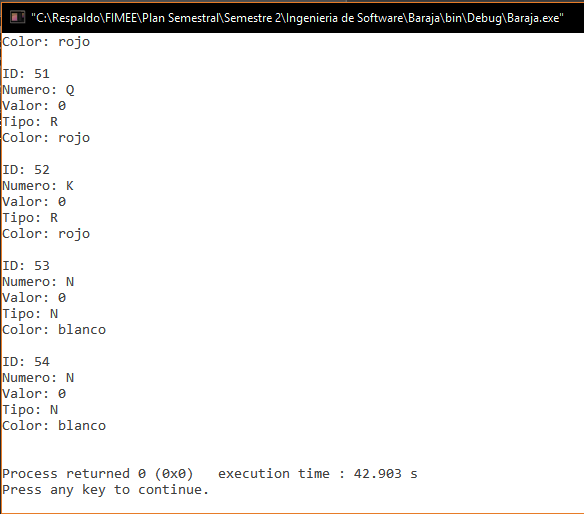 "C:\Respaldo\FIMEE\Plan Semestral\Semestre 2\Ingenieria de Software\Baraja\bin\Debug\Baraja.exe"
Color: rojo
ID: 51
Numero: Q
Valor: 0
Tipo: R
Color: rojo
ID: 52
Numero: K
Valor: 0
Tipo: R
Color: rojo
ID: 53
Numero: N
Valor: 0
Tipo: N
Color: blanco
ID: 54
Numero: N
Valor: 0
Tipo: N
Color: blanco
Process returned 0 (0x0)   execution time : 42.903 s
Press any key to continue.